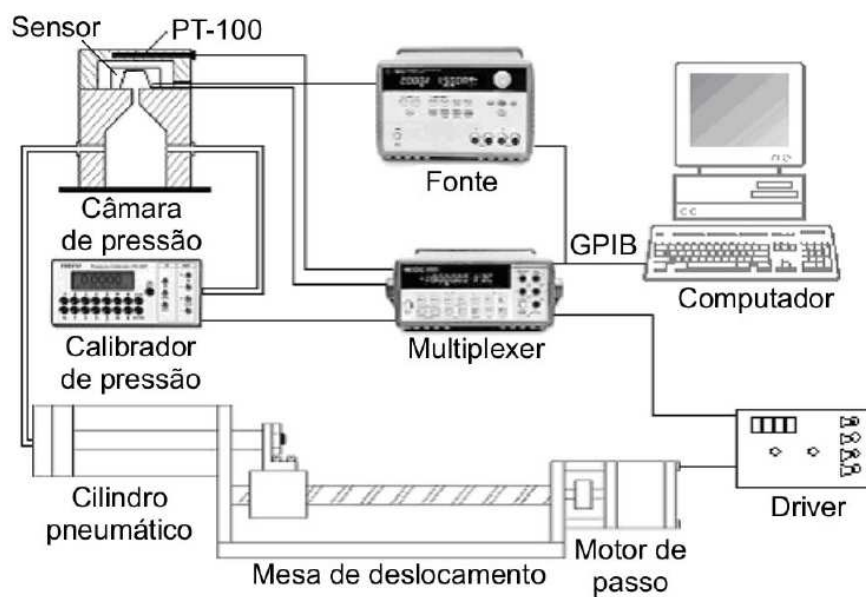 Sensor
PT-100
Câmara
de pressão
Fonte
GPIB
Computador
Calibrador
de pressão
Multiplexer
Cilindro
pneumático
Mesa de deslocamento
Motor de
passo
Driver